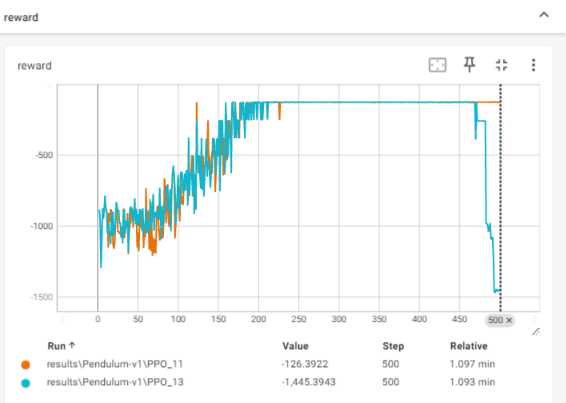 reward
reward
-500
-1000
-1500
0 50 100 150 200 250 300 350 400 450 500 ×
Run ↑ Value Step Relative
results\Pendulum-v1\PPO_11 -126.3922 500 1.097 min
results\Pendulum-v1\PPO_13 -1,445.3943 500 1.093 min